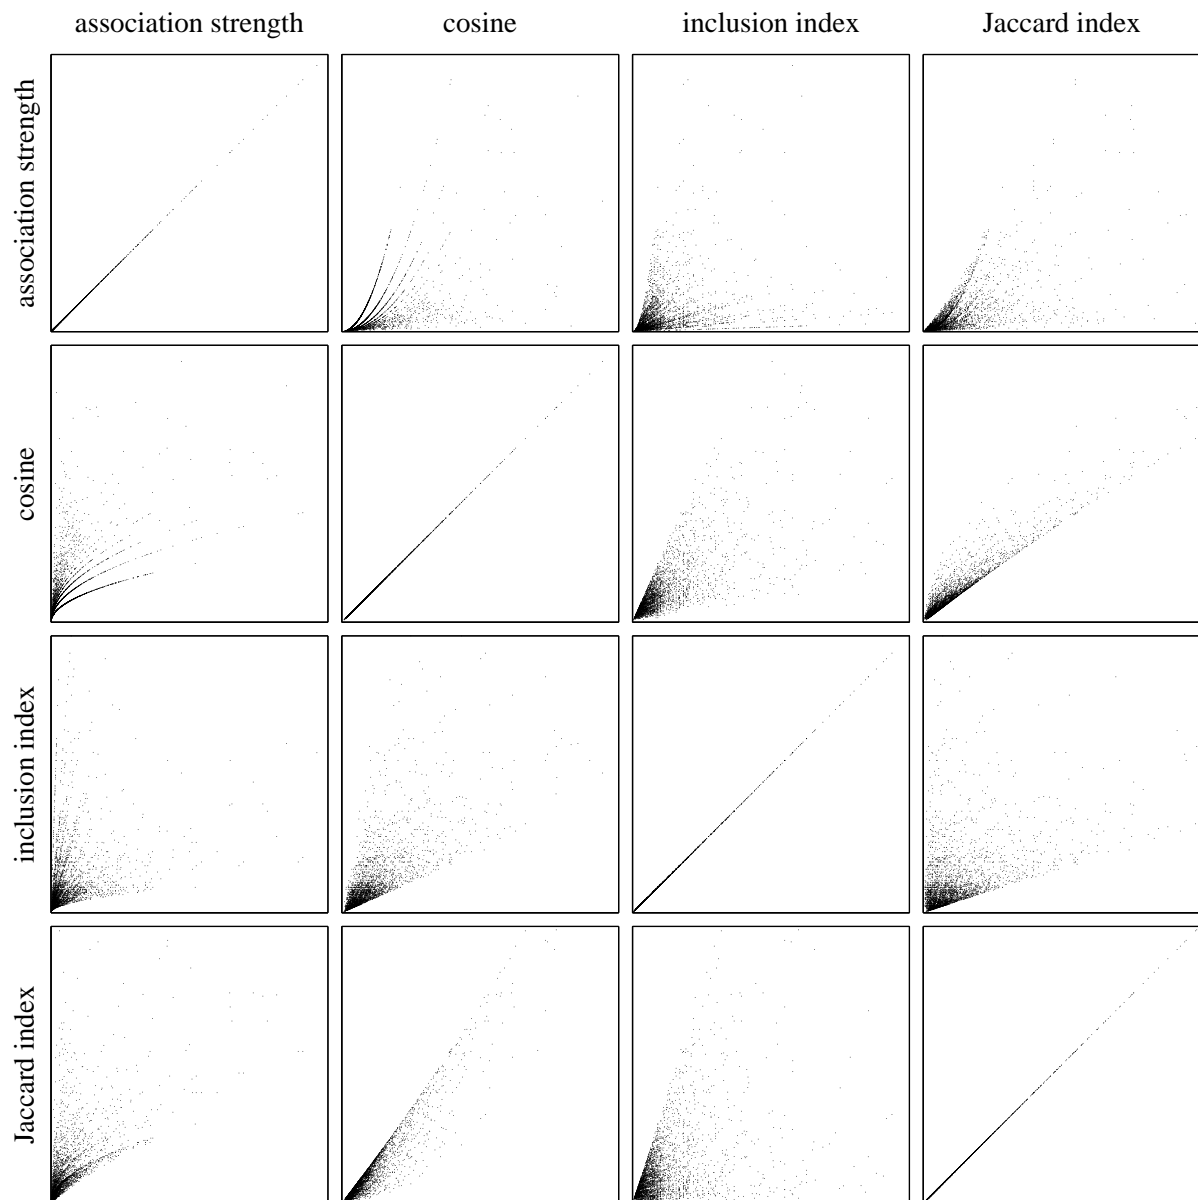 association strength
cosine
inclusion index
Jaccard index
association strength
cosine
inclusion index
Jaccard index